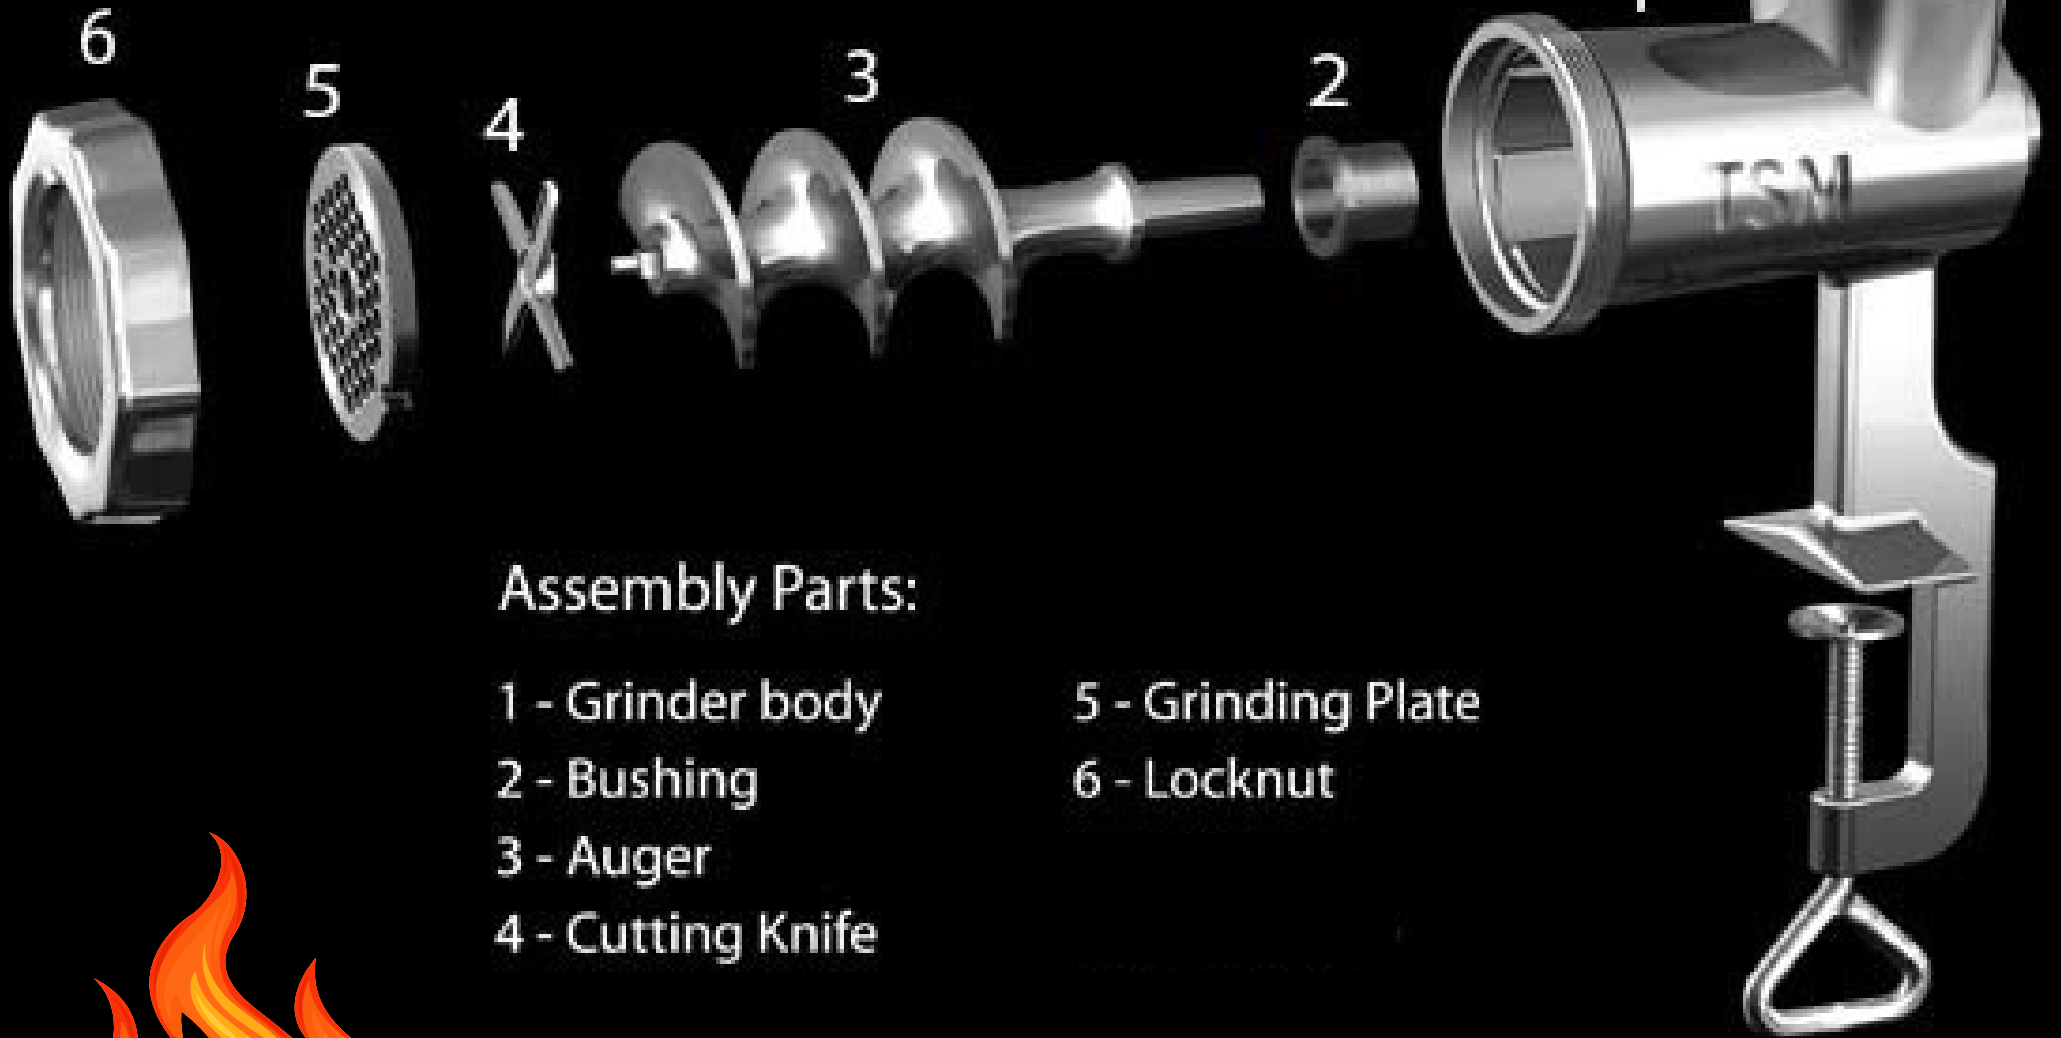 6
5
4
3
2
TSM
Assembly Parts:
1 - Grinder body
2 - Bushing
3 - Auger
4 - Cutting Knife
5 - Grinding Plate
6 - Locknut